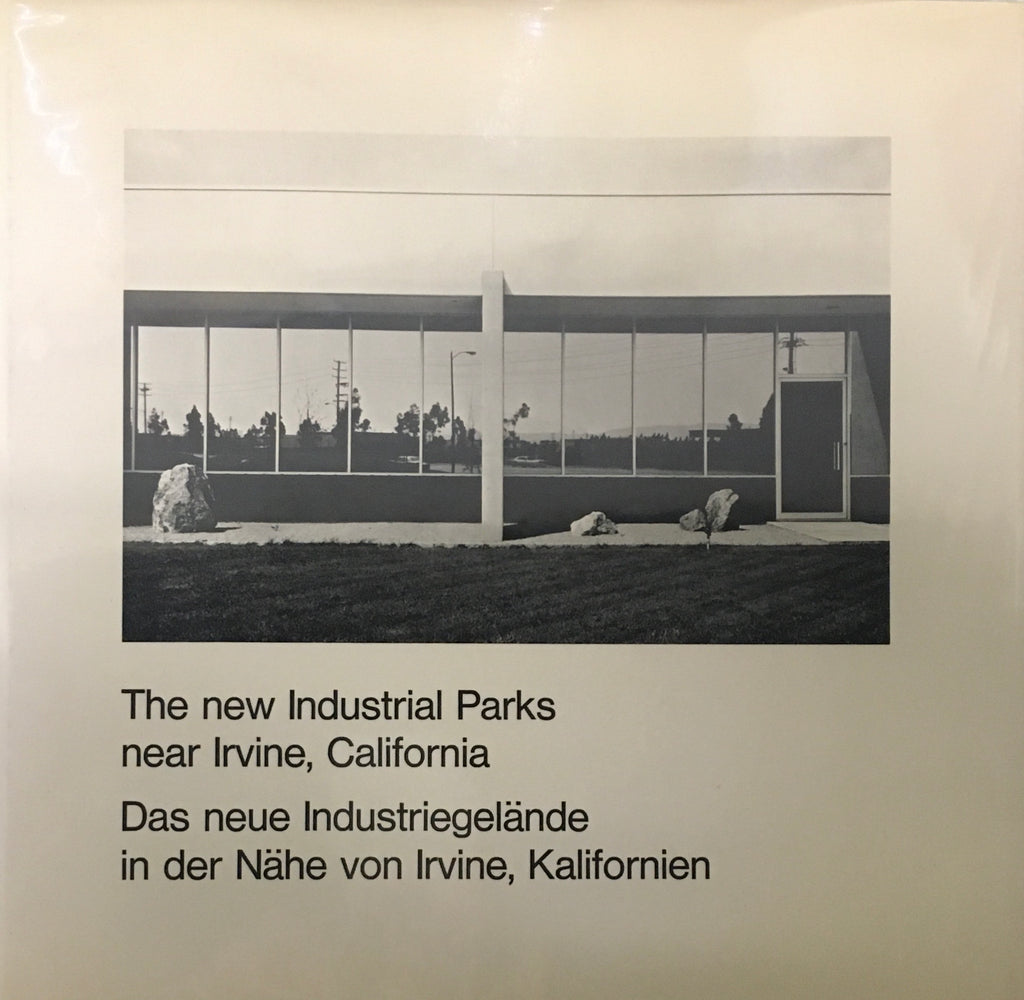 The new Industrial Parks
near Irvine, California
Das neue Industriegelände
in der Nähe von Irvine, Kalifornien